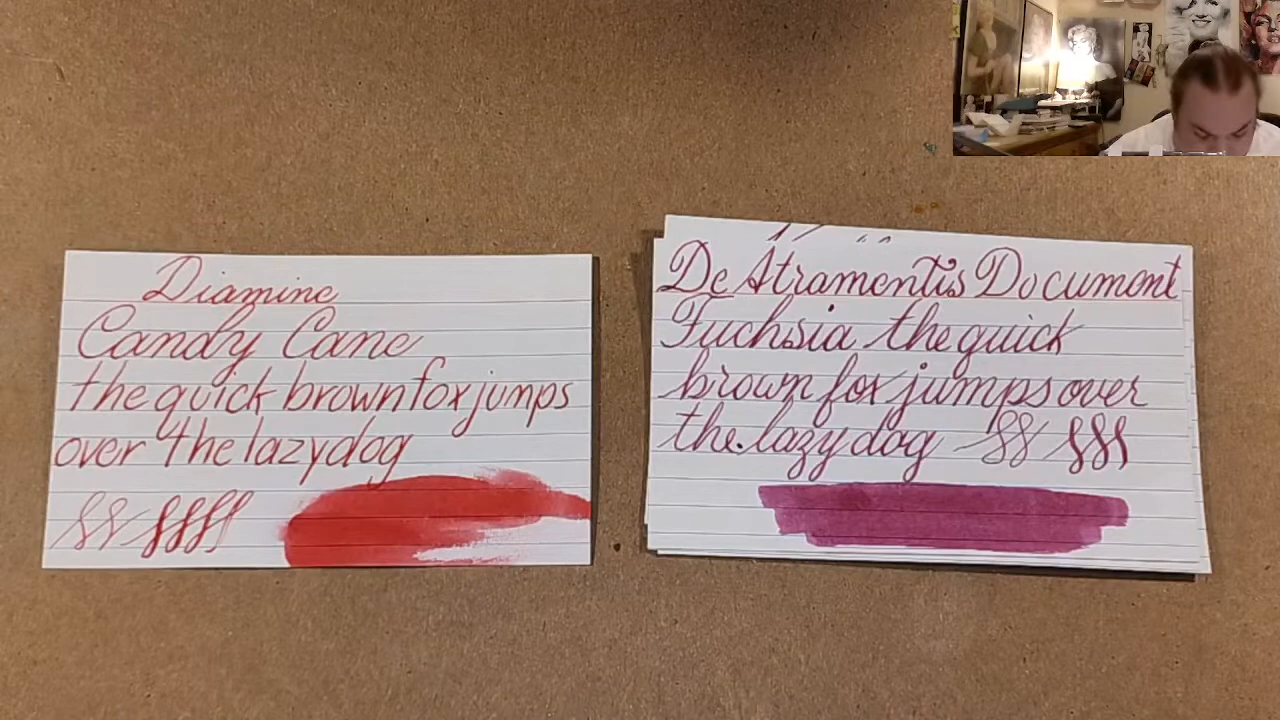 Diamine
Candy Cane
the quick brown fox jumps
over the lazy dog
De Atramentis Document
Fuchsia the quick
brown fox jumps over
the lazy dog